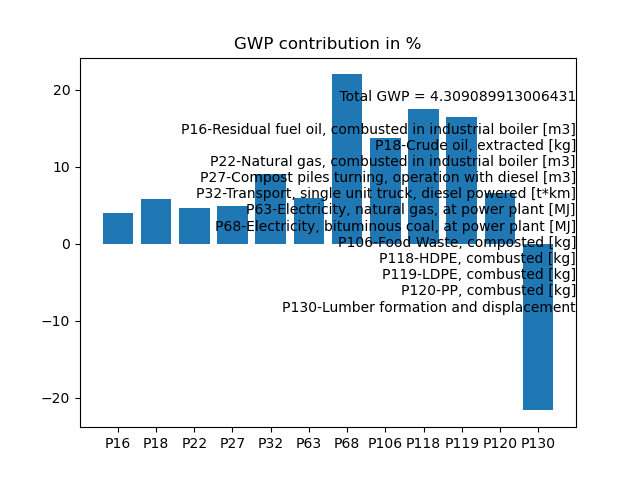 GWP contribution in %
Total GWP = 4.309089913006431
P16-Residual fuel oil, combusted in industrial boiler [m3]
P18-Crude oil, extracted [kg]
P22-Natural gas, combusted in industrial boiler [m3]
P27-Compost piles turning, operation with diesel [m3]
P32-Transport, single unit truck, diesel powered [t*km]
P63-Electricity, natural gas, at power plant [MJ]
P68-Electricity, bituminous coal, at power plant [MJ]
P106-Food Waste, composted [kg]
P118-HDPE, combusted [kg]
P119-LDPE, combusted [kg]
P120-PP, combusted [kg]
P130-Lumber formation and displacement
20
10
0
−10
−20
P16 P18 P22 P27 P32 P63 P68 P106 P118 P119 P120 P130